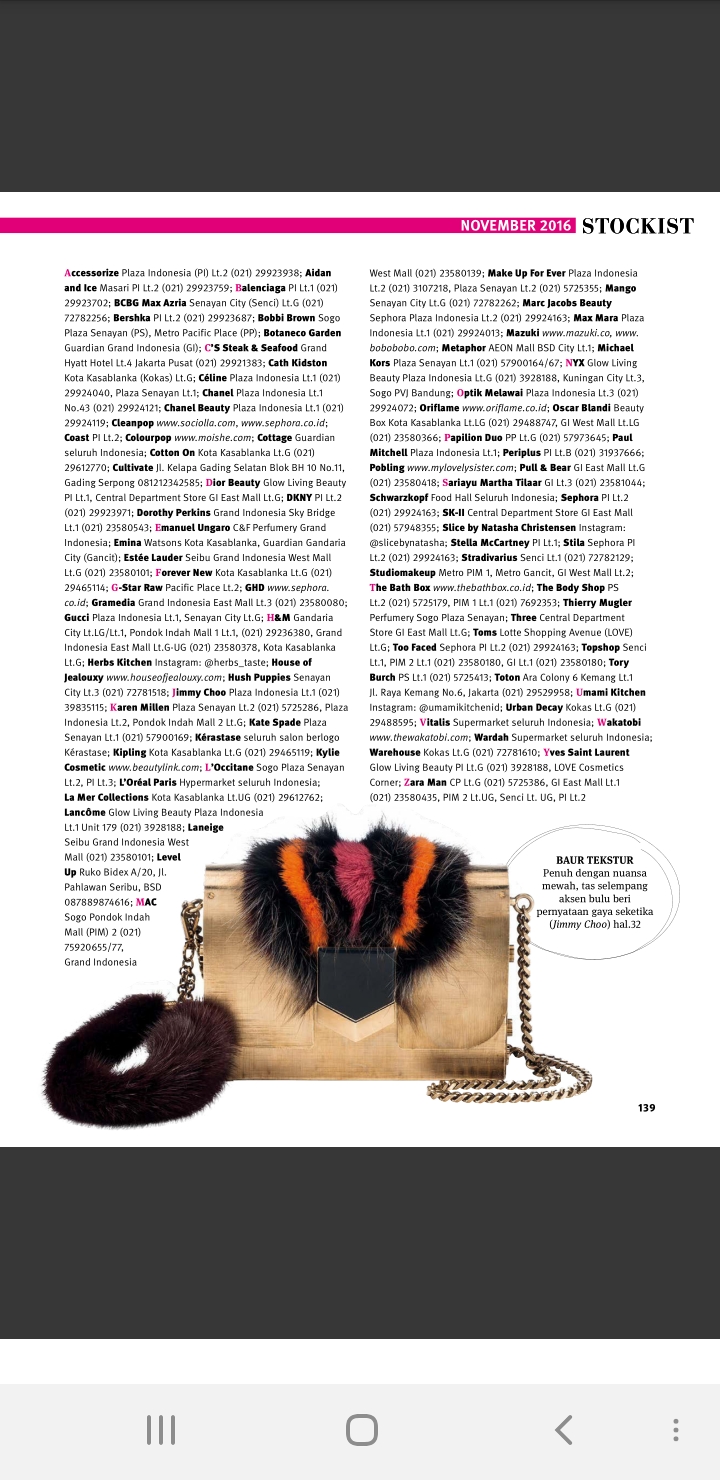 NOVEMBER 2016 STOCKIST
Accessorize Plaza Indonesia (PI) Lt.2 (021) 29923938; Aidan
and Ice Masari PI Lt.2 (021) 29923759; Balenciaga PI Lt.1 (021)
29923702; BCBG Max Azria Senayan City (Senci) Lt.G (021)
72782256; Bershka PI Lt.2 (021) 29923687; Bobbi Brown Sogo
Plaza Senayan (PS), Metro Pacific Place (PP); Botaneco Garden
Guardian Grand Indonesia (GI); C'S Steak & Seafood Grand
Hyatt Hotel Lt.4 Jakarta Pusat (021) 29921383; Cath Kidston
Kota Kasablanka (Kokas) Lt.G; Céline Plaza Indonesia Lt.1 (021)
29924040, Plaza Senayan Lt.1; Chanel Plaza Indonesia Lt.1
No.43 (021) 29924121; Chanel Beauty Plaza Indonesia Lt.1 (021)
29924119; Cleanpop www.sociolla.com, www.sephora.co.id;
Coast PI Lt.2; Colourpop www.moishe.com; Cottage Guardian
seluruh Indonesia; Cotton On Kota Kasablanka Lt.G (021)
29612770; Cultivate Jl. Kelapa Gading Selatan Blok BH 10 No.11,
Gading Serpong 081212342585; Dior Beauty Glow Living Beauty
PI Lt.1, Central Department Store GI East Mall Lt.G; DKNY PI Lt.2
(021) 29923971; Dorothy Perkins Grand Indonesia Sky Bridge
Lt.1 (021) 23580543; Emanuel Ungaro C&F Perfumery Grand
Indonesia; Emina Watsons Kota Kasablanka, Guardian Gandaria
City (Gancit); Estée Lauder Seibu Grand Indonesia West Mall
Lt.G (021) 23580101; Forever New Kota Kasablanka Lt.G (021)
29465114; G-Star Raw Pacific Place Lt.2; GHD www.sephora.
co.id; Gramedia Grand Indonesia East Mall Lt.3 (021) 23580080;
Gucci Plaza Indonesia Lt.1, Senayan City Lt.G; H&M Gandaria
City Lt.LG/Lt.1, Pondok Indah Mall 1 Lt.1, (021) 29236380, Grand
Indonesia East Mall Lt.G-UG (021) 23580378, Kota Kasablanka
Lt.G; Herbs Kitchen Instagram: @herbs_taste; House of
Jealouxy www.houseofjealouxy.com; Hush Puppies Senayan
City Lt.3 (021) 72781518; Jimmy Choo Plaza Indonesia Lt.1 (021)
39835115; Karen Millen Plaza Senayan Lt.2 (021) 5725286, Plaza
Indonesia Lt.2, Pondok Indah Mall 2 Lt.G; Kate Spade Plaza
Senayan Lt.1 (021) 57900169; Kérastase seluruh salon berlogo
Kérastase; Kipling Kota Kasablanka Lt.G (021) 29465119; Kylie
Cosmetic www.beautylink.com; L'Occitane Sogo Plaza Senayan
Lt.2, PI Lt.3; L'Oréal Paris Hypermarket seluruh Indonesia;
La Mer Collections Kota Kasablanka Lt.UG (021) 29612762;
Lancôme Glow Living Beauty Plaza Indonesia
Lt.1 Unit 179 (021) 3928188; Laneige
Seibu Grand Indonesia West
Mall (021) 23580101; Level
Up Ruko Bidex A/20, Jl.
Pahlawan Seribu, BSD
087889874616; MAC
Sogo Pondok Indah
Mall (PIM) 2 (021)
75920655/77,
Grand Indonesia
West Mall (021) 23580139; Make Up For Ever Plaza Indonesia
Lt.2 (021) 3107218, Plaza Senayan Lt.2 (021) 5725355; Mango
Senayan City Lt.G (021) 72782262; Marc Jacobs Beauty
Sephora Plaza Indonesia Lt.2 (021) 29924163; Max Mara Plaza
Indonesia Lt.1 (021) 29924013; Mazuki www.mazuki.co, www.
bobobobo.com; Metaphor AEON Mall BSD City Lt.1; Michael
Kors Plaza Senayan Lt.1 (021) 57900164/67; NYX Glow Living
Beauty Plaza Indonesia Lt.G (021) 3928188, Kuningan City Lt.3,
Sogo PVJ Bandung; Optik Melawai Plaza Indonesia Lt.3 (021)
29924072; Oriflame www.oriflame.co.id; Oscar Blandi Beauty
Box Kota Kasablanka Lt.LG (021) 29488747, GI West Mall Lt.LG
(021) 23580366; Papilion Duo PP Lt.G (021) 57973645; Paul
Mitchell Plaza Indonesia Lt.1; Periplus PI Lt.B (021) 31937666;
Pobling www.mylovelysister.com; Pull & Bear GI East Mall Lt.G
(021) 23580418; Sariayu Martha Tilaar GI Lt.3 (021) 23581044;
Schwarzkopf Food Hall Seluruh Indonesia; Sephora PI Lt.2
(021) 29924163; SK-II Central Department Store GI East Mall
(021) 57948355; Slice by Natasha Christensen Instagram:
@slicebynatasha; Stella McCartney PI Lt.1; Stila Sephora PI
Lt.2 (021) 29924163; Stradivarius Senci Lt.1 (021) 72782129;
Studiomakeup Metro PIM 1, Metro Gancit, GI West Mall Lt.2;
The Bath Box www.thebathbox.co.id; The Body Shop PS
Lt.2 (021) 5725179, PIM 1 Lt.1 (021) 7692353; Thierry Mugler
Perfumery Sogo Plaza Senayan; Three Central Department
Store GI East Mall Lt.G; Toms Lotte Shopping Avenue (LOVE)
Lt.G; Too Faced Sephora PI Lt.2 (021) 29924163; Topshop Senci
Lt.1, PIM 2 Lt.1 (021) 23580180, GI Lt.1 (021) 23580180; Tory
Burch PS Lt.1 (021) 5725413; Toton Ara Colony 6 Kemang Lt.1
Jl. Raya Kemang No.6, Jakarta (021) 29529958; Umami Kitchen
Instagram: @umamikitchenid; Urban Decay Kokas Lt.G (021)
29488595; Vitalis Supermarket seluruh Indonesia; Wakatobi
www.thewakatobi.com; Wardah Supermarket seluruh Indonesia;
Warehouse Kokas Lt.G (021) 72781610; Yves Saint Laurent
Glow Living Beauty PI Lt.G (021) 3928188, LOVE Cosmetics
Corner; Zara Man CP Lt.G (021) 5725386, GI East Mall Lt.1
(021) 23580435, PIM 2 Lt.UG, Senci Lt. UG, PI Lt.2
BAUR TEKSTUR
Penuh dengan nuansa
mewah, tas selempang
aksen bulu beri
pernyataan gaya seketika
(Jimmy Choo) hal.32
139